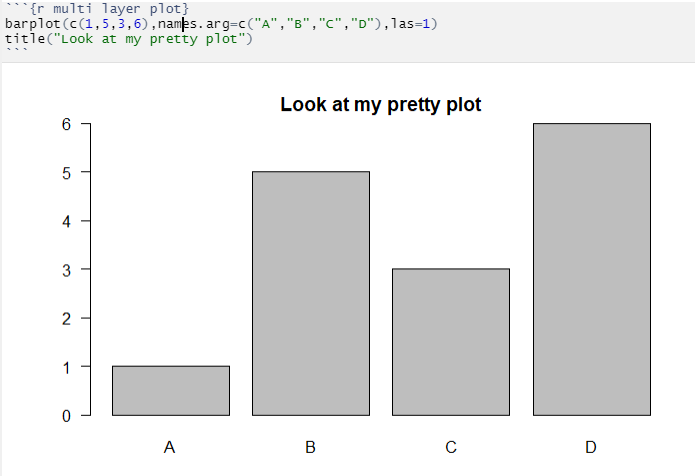 ```{r multi layer plot}
barplot(c(1,5,3,6),names.arg=c("A","B","C","D"),las=1)
title("Look at my pretty plot")
```
Look at my pretty plot
6
5
4
3
2
1
0
A B C D